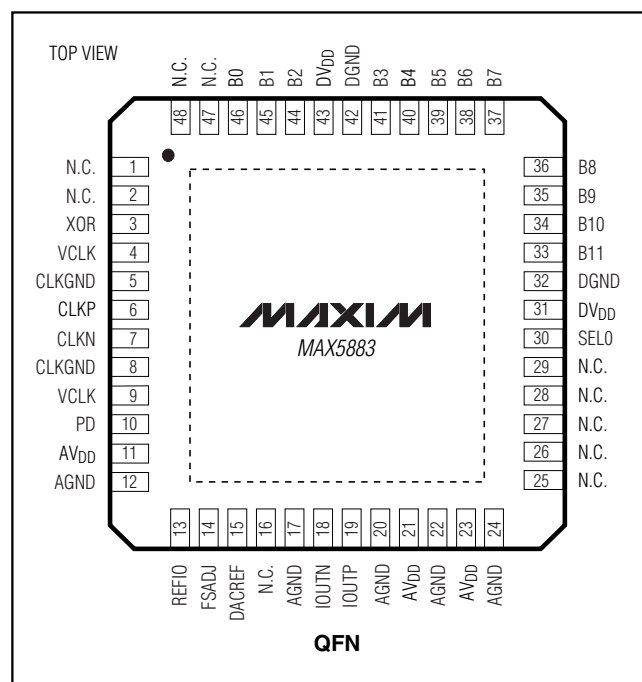 TOP VIEW
N.C. N.C. B0 B1 B2 DVDD DGND B3 B4 B5 B6 B7
48 47 46 45 44 43 42 41 40 39 38 37
N.C. 1 36 B8
N.C. 2 35 B9
XOR 3 34 B10
VCLK 4 33 B11
CLKGND 5 32 DGND
CLKP 6 31 DVDD
CLKN 7 30 SEL0
CLKGND 8 29 N.C.
VCLK 9 28 N.C.
PD 10 27 N.C.
AVDD 11 26 N.C.
AGND 12 25 N.C.
MAXIM
MAX5883
13 14 15 16 17 18 19 20 21 22 23 24
REFIO FSADJ DACREF N.C. AGND IOUTN IOUTP AGND AVDD AGND AVDD AGND
QFN